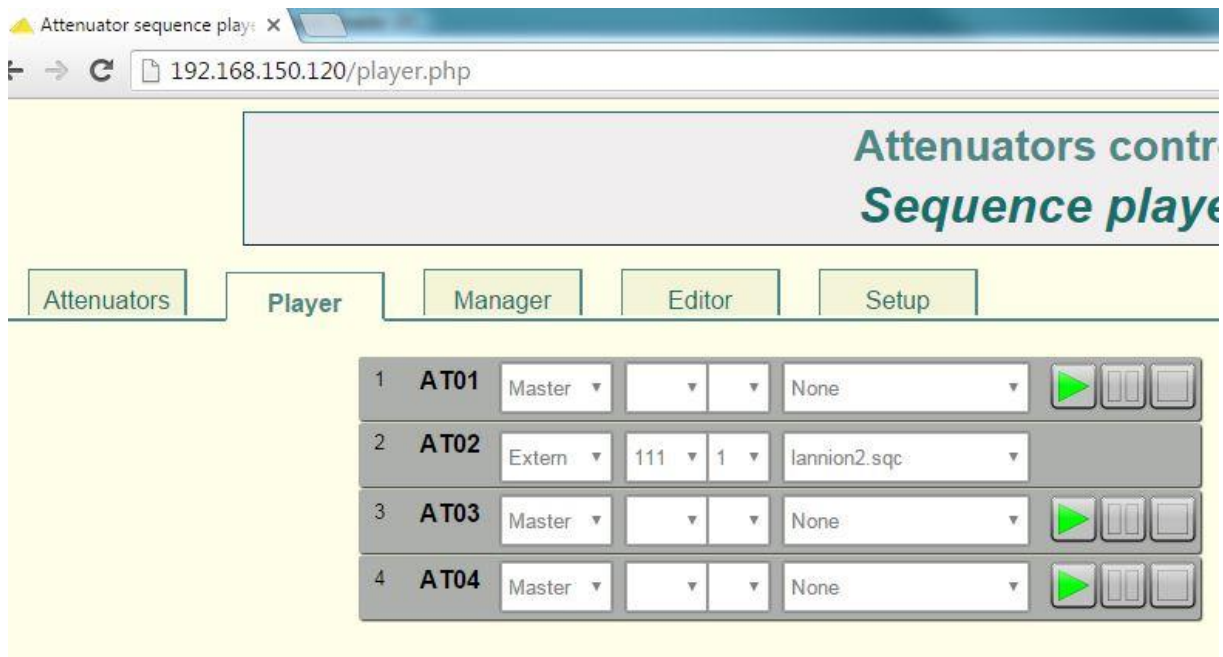 Attenuator sequence play
192.168.150.120/player.php
Attenuators contr
Sequence playe
Attenuators Player Manager Editor Setup
1 AT01 Master None
2 AT02 Extern 111 1 lannion2.sqc
3 AT03 Master None
4 AT04 Master None